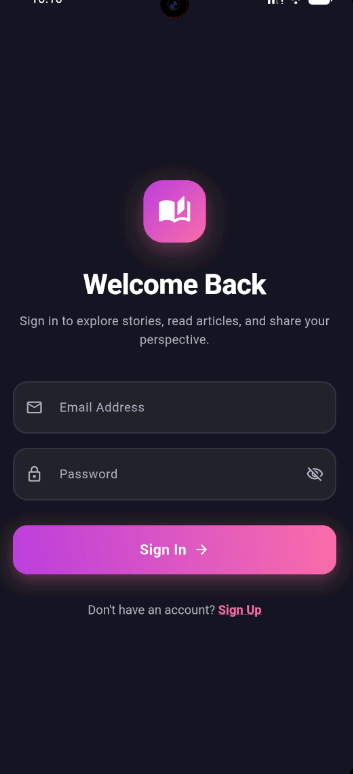 Welcome Back
Sign in to explore stories, read articles, and share your
perspective.
Email Address
Password
Sign In →
Don't have an account? Sign Up